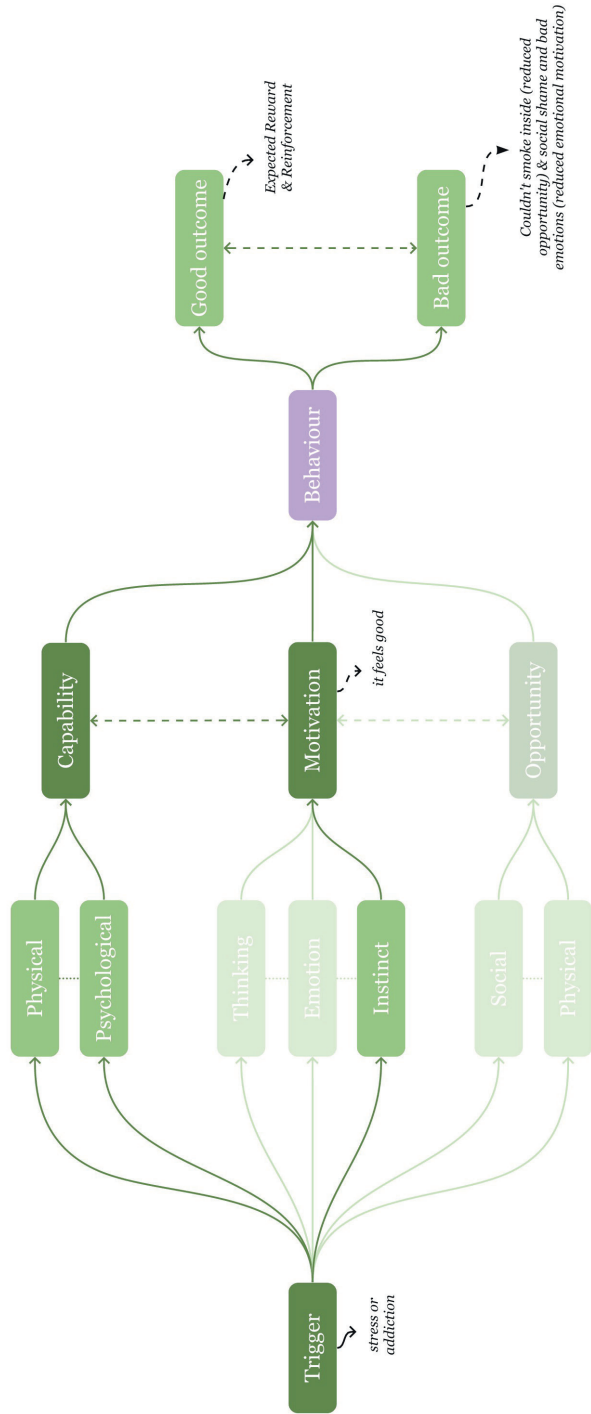 Trigger
stress or
addiction
Physical
Psychological
Thinking
Emotion
Instinct
Social
Physical
Capability
Motivation
it feels good
Opportunity
Behaviour
Good outcome
Expected Reward
& Reinforcement
Bad outcome
Couldn't smoke inside (reduced
opportunity) & social shame and bad
emotions (reduced emotional motivation)